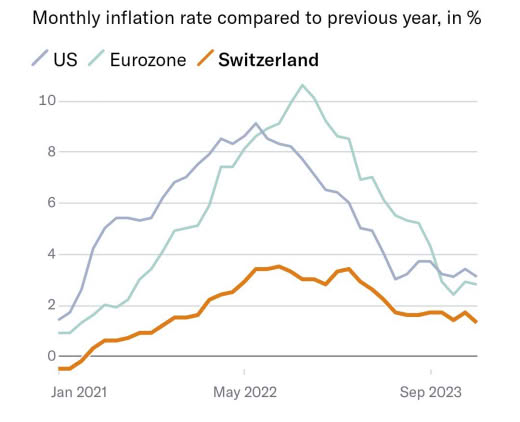 Monthly inflation rate compared to previous year, in %
US Eurozone Switzerland
10
8
6
4
2
0
Jan 2021 May 2022 Sep 2023